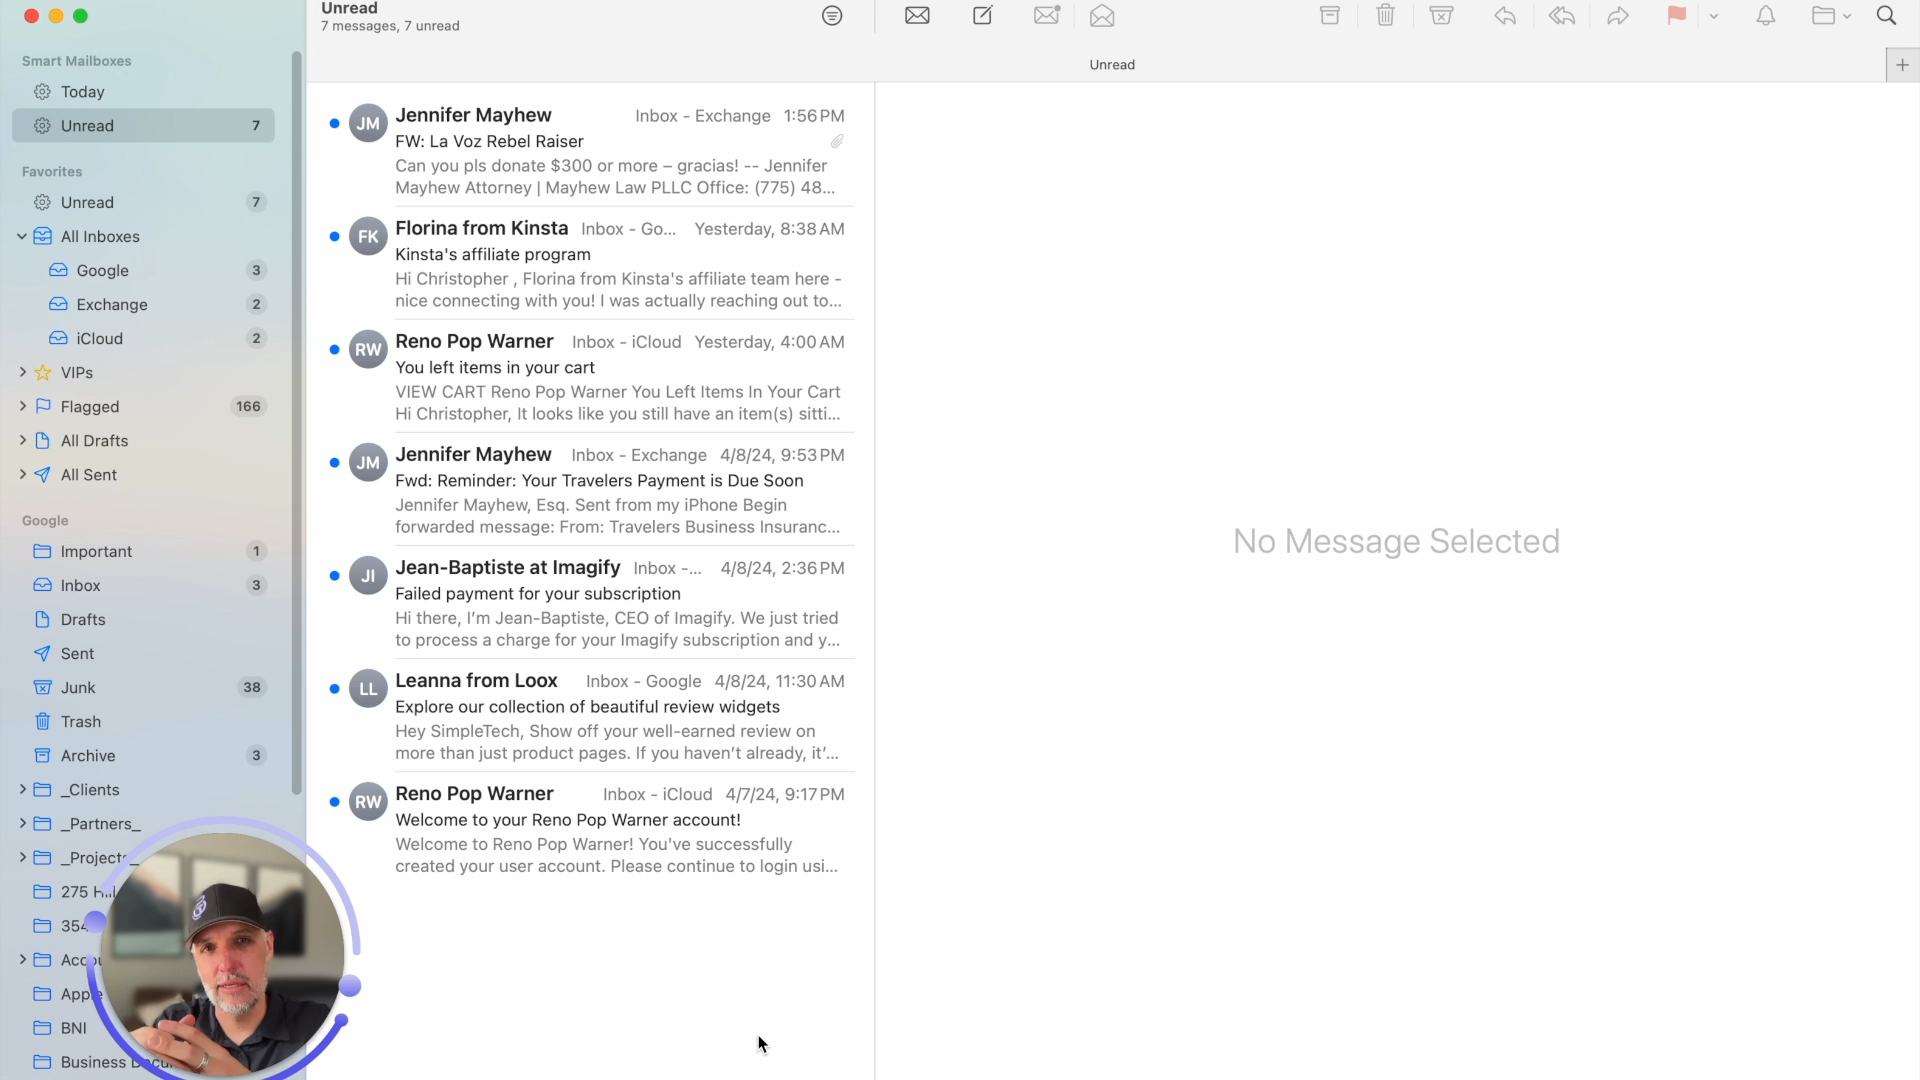 Unread
7 messages, 7 unread
Unread
Smart Mailboxes
Today
Unread 7
Favorites
Unread 7
All Inboxes
Google 3
Exchange 2
iCloud 2
VIPs
Flagged 166
All Drafts
All Sent
Google
Important 1
Inbox 3
Drafts
Sent
Junk 38
Trash
Archive 3
_Clients
_Partners_
_Projects_
275
354
BNI
Business
JM Jennifer Mayhew Inbox - Exchange 1:56 PM
FW: La Voz Rebel Raiser
Can you pls donate $300 or more – gracias! -- Jennifer
Mayhew Attorney | Mayhew Law PLLC Office: (775) 48...
FK Florina from Kinsta Inbox - Go... Yesterday, 8:38 AM
Kinsta's affiliate program
Hi Christopher , Florina from Kinsta's affiliate team here -
nice connecting with you! I was actually reaching out to...
RW Reno Pop Warner Inbox - iCloud Yesterday, 4:00 AM
You left items in your cart
VIEW CART Reno Pop Warner You Left Items In Your Cart
Hi Christopher, It looks like you still have an item(s) sitti...
JM Jennifer Mayhew Inbox - Exchange 4/8/24, 9:53 PM
Fwd: Reminder: Your Travelers Payment is Due Soon
Jennifer Mayhew, Esq. Sent from my iPhone Begin
forwarded message: From: Travelers Business Insuranc...
JI Jean-Baptiste at Imagify Inbox -... 4/8/24, 2:36 PM
Failed payment for your subscription
Hi there, I’m Jean-Baptiste, CEO of Imagify. We just tried
to process a charge for your Imagify subscription and y...
LL Leanna from Loox Inbox - Google 4/8/24, 11:30 AM
Explore our collection of beautiful review widgets
Hey SimpleTech, Show off your well-earned review on
more than just product pages. If you haven’t already, it’...
RW Reno Pop Warner Inbox - iCloud 4/7/24, 9:17 PM
Welcome to your Reno Pop Warner account!
Welcome to Reno Pop Warner! You've successfully
created your user account. Please continue to login usi...
No Message Selected